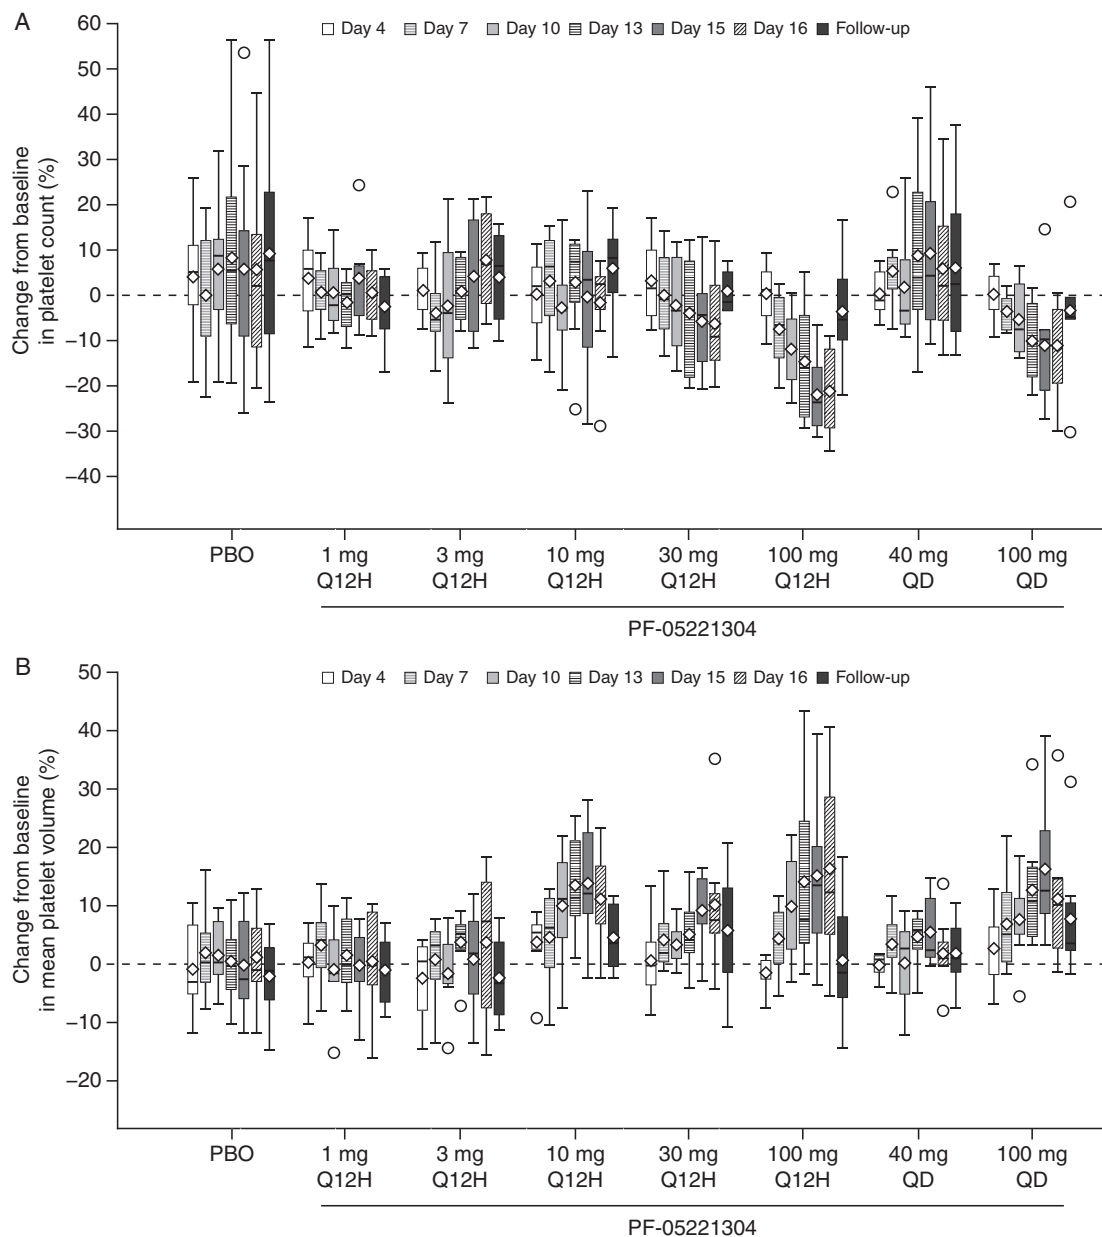 A
Day 4 Day 7 Day 10 Day 13 Day 15 Day 16 Follow-up
Change from baseline
in platelet count (%)
60
50
40
30
20
10
0
−10
−20
−30
−40
PBO 1 mg 3 mg 10 mg 30 mg 100 mg 40 mg 100 mg
Q12H Q12H Q12H Q12H Q12H QD QD
PF-05221304
B
Day 4 Day 7 Day 10 Day 13 Day 15 Day 16 Follow-up
Change from baseline
in mean platelet volume (%)
50
40
30
20
10
0
−10
−20
PBO 1 mg 3 mg 10 mg 30 mg 100 mg 40 mg 100 mg
Q12H Q12H Q12H Q12H Q12H QD QD
PF-05221304